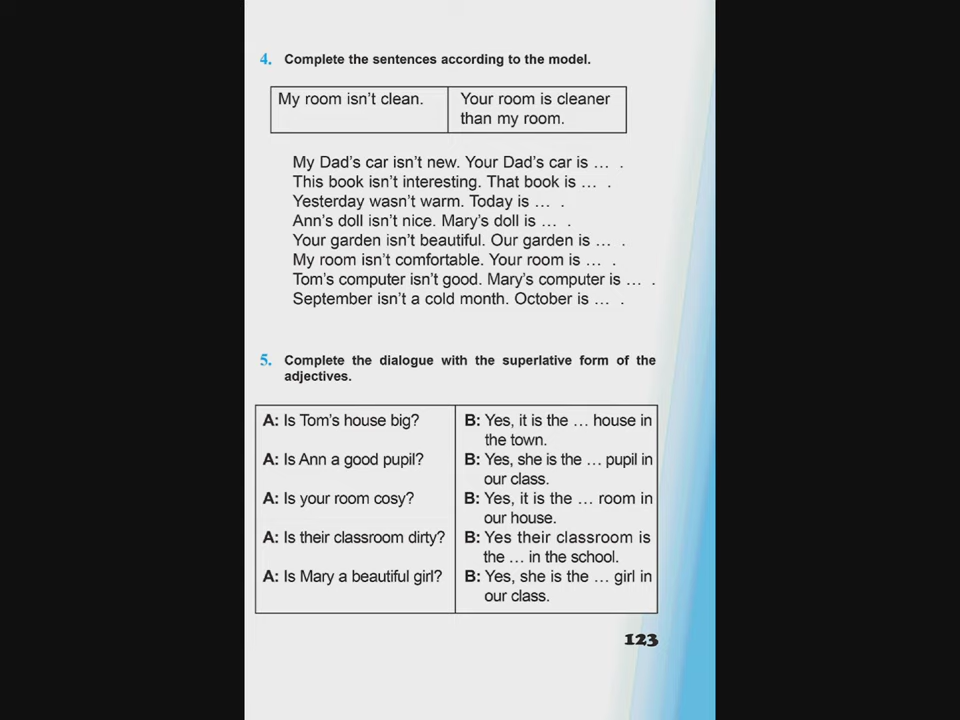 4. Complete the sentences according to the model.
My room isn't clean.
Your room is cleaner
than my room.
My Dad's car isn't new. Your Dad's car is … .
This book isn't interesting. That book is … .
Yesterday wasn't warm. Today is … .
Ann's doll isn't nice. Mary's doll is … .
Your garden isn't beautiful. Our garden is … .
My room isn't comfortable. Your room is … .
Tom's computer isn't good. Mary's computer is … .
September isn't a cold month. October is … .
5. Complete the dialogue with the superlative form of the
adjectives.
A: Is Tom's house big?
B: Yes, it is the … house in
the town.
A: Is Ann a good pupil?
B: Yes, she is the … pupil in
our class.
A: Is your room cosy?
B: Yes, it is the … room in
our house.
A: Is their classroom dirty?
B: Yes their classroom is
the … in the school.
A: Is Mary a beautiful girl?
B: Yes, she is the … girl in
our class.
123